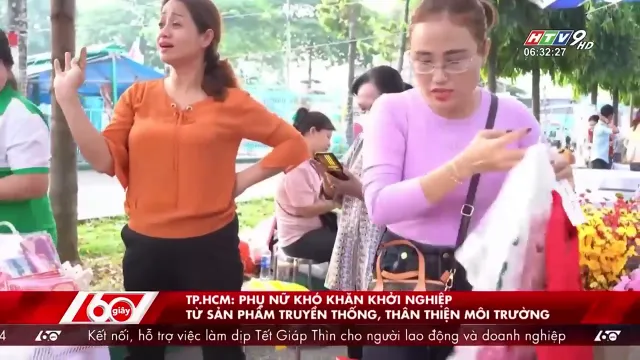 HTV9 HD
06:32:27
60 giây
TP.HCM: PHỤ NỮ KHÓ KHĂN KHỞI NGHIỆP
TỪ SẢN PHẨM TRUYỀN THỐNG, THÂN THIỆN MÔI TRƯỜNG
Kết nối, hỗ trợ việc làm dịp Tết Giáp Thìn cho người lao động và doanh nghiệp